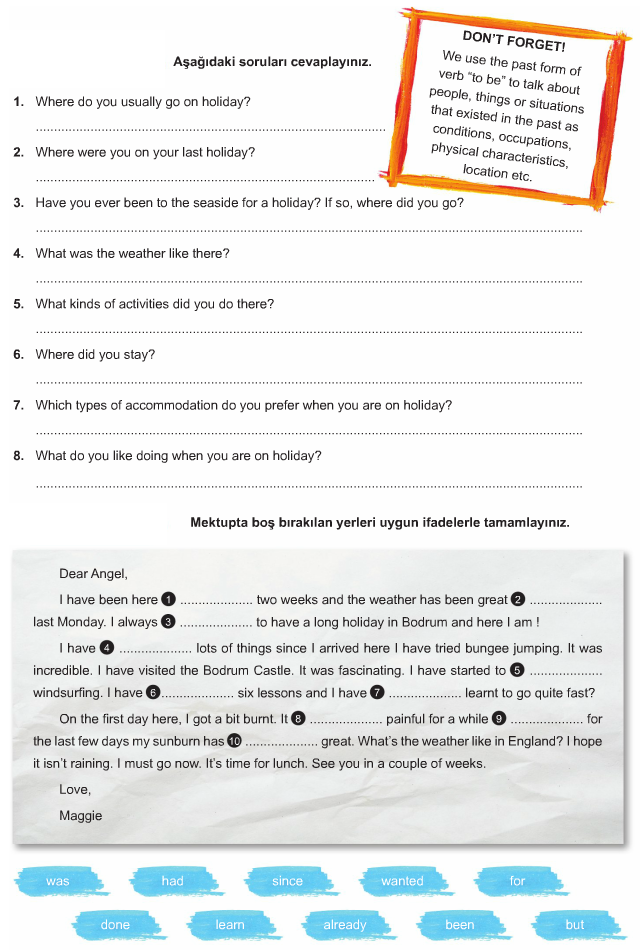 Aşağıdaki soruları cevaplayınız.
DON'T FORGET!
We use the past form of
verb "to be" to talk about
people, things or situations
that existed in the past as
conditions, occupations,
physical characteristics,
location etc.
1. Where do you usually go on holiday?
2. Where were you on your last holiday?
3. Have you ever been to the seaside for a holiday? If so, where did you go?
4. What was the weather like there?
5. What kinds of activities did you do there?
6. Where did you stay?
7. Which types of accommodation do you prefer when you are on holiday?
8. What do you like doing when you are on holiday?
Mektupta boş bırakılan yerleri uygun ifadelerle tamamlayınız.
Dear Angel,
I have been here 1 .................... two weeks and the weather has been great 2 ....................
last Monday. I always 3 .................... to have a long holiday in Bodrum and here I am !
I have 4 .................... lots of things since I arrived here I have tried bungee jumping. It was
incredible. I have visited the Bodrum Castle. It was fascinating. I have started to 5 ....................
windsurfing. I have 6 .................... six lessons and I have 7 .................... learnt to go quite fast?
On the first day here, I got a bit burnt. It 8 .................... painful for a while 9 .................... for
the last few days my sunburn has 10 .................... great. What's the weather like in England? I hope
it isn't raining. I must go now. It's time for lunch. See you in a couple of weeks.
Love,
Maggie
was had since wanted for
done learn already been but